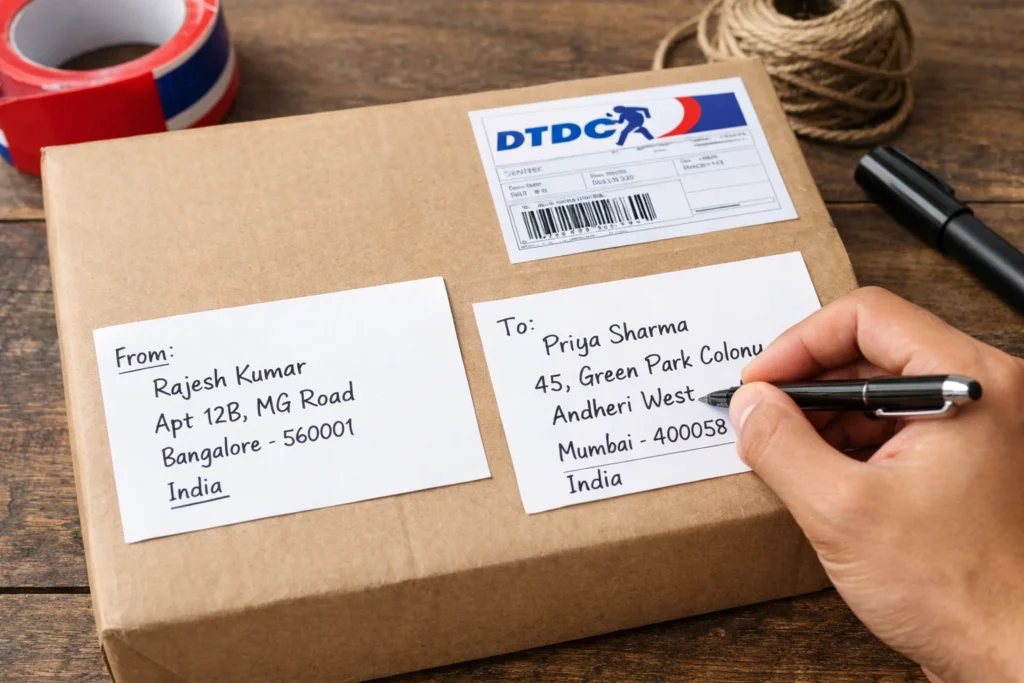 DTDC
From:
Rajesh Kumar
Apt 12B, MG Road
Bangalore - 560001
India
To:
Priya Sharma
45, Green Park Colony
Andheri West
Mumbai - 400058
India